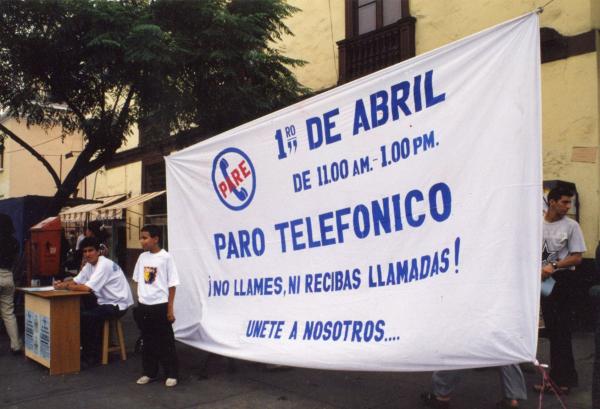 1RO DE ABRIL
DE 11.00 AM.-1.00 PM.
PARE
PARO TELEFONICO
¡NO LLAMES, NI RECIBAS LLAMADAS!
UNETE A NOSOTROS....